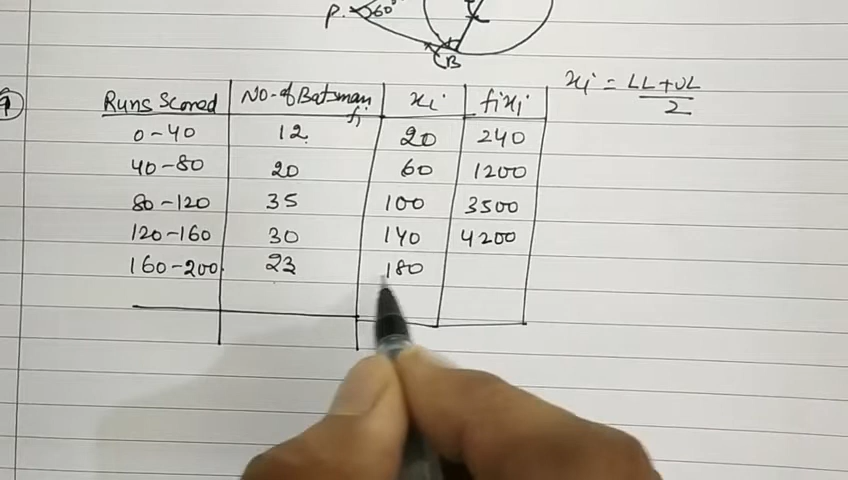 P. 60°
B
9 Runs Scored No-of Batsman fi xi fixi xi = LL+UL
2
0-40 12 20 240
40-80 20 60 1200
80-120 35 100 3500
120-160 30 140 4200
160-200 23 180